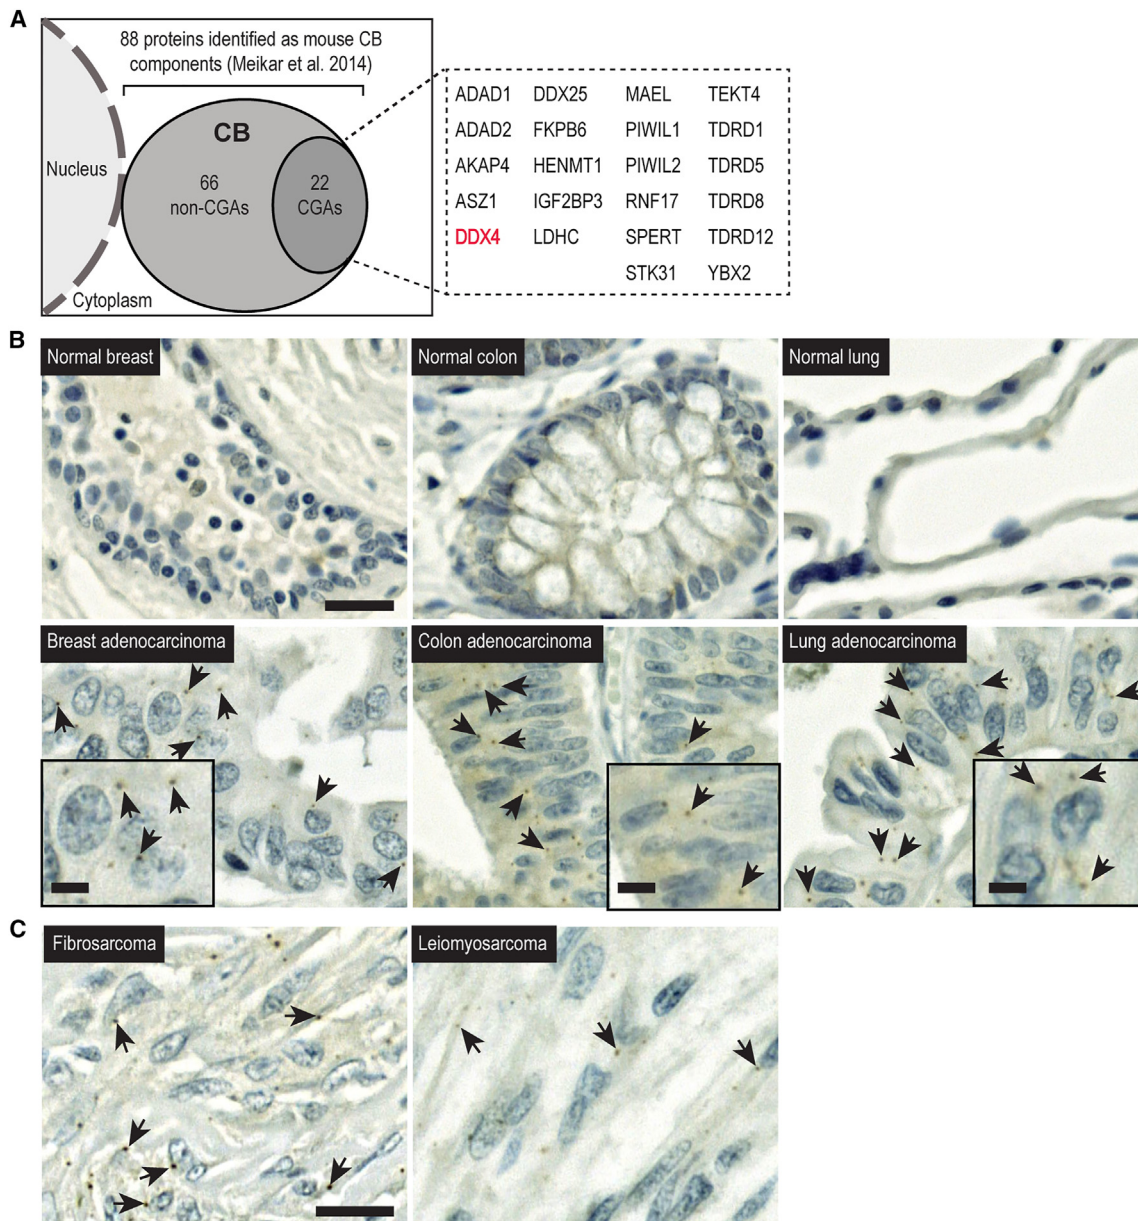 A
88 proteins identified as mouse CB
components (Meikar et al. 2014)
CB
Nucleus
66
non-CGAs
22
CGAs
Cytoplasm
ADAD1 DDX25 MAEL TEKT4
ADAD2 FKPB6 PIWIL1 TDRD1
AKAP4 HENMT1 PIWIL2 TDRD5
ASZ1 IGF2BP3 RNF17 TDRD8
DDX4 LDHC SPERT TDRD12
STK31 YBX2
B
Normal breast
Normal colon
Normal lung
Breast adenocarcinoma
Colon adenocarcinoma
Lung adenocarcinoma
C
Fibrosarcoma
Leiomyosarcoma